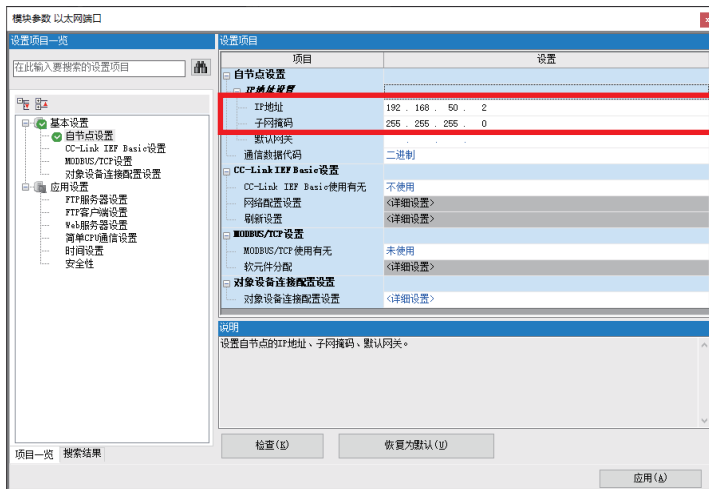 模块参数 以太网端口
设置项目一览
在此输入要搜索的设置项目
基本设置
自节点设置
CC-Link IEF Basic设置
MODBUS/TCP设置
对象设备连接配置设置
应用设置
FTP服务器设置
FTP客户端设置
Web服务器设置
简单CPU通信设置
时间设置
安全性
项目一览 搜索结果
设置项目
项目 设置
自节点设置
IP地址设置
IP地址 192 . 168 . 50 . 2
子网掩码 255 . 255 . 255 . 0
默认网关 . . .
通信数据代码 二进制
CC-Link IEF Basic设置
CC-Link IEF Basic使用有无 不使用
网络配置设置 <详细设置>
刷新设置 <详细设置>
MODBUS/TCP设置
MODBUS/TCP使用有无 未使用
软元件分配 <详细设置>
对象设备连接配置设置
对象设备连接配置设置 <详细设置>
说明
设置自节点的IP地址、子网掩码、默认网关。
检查(K) 恢复为默认(U)
应用(A)